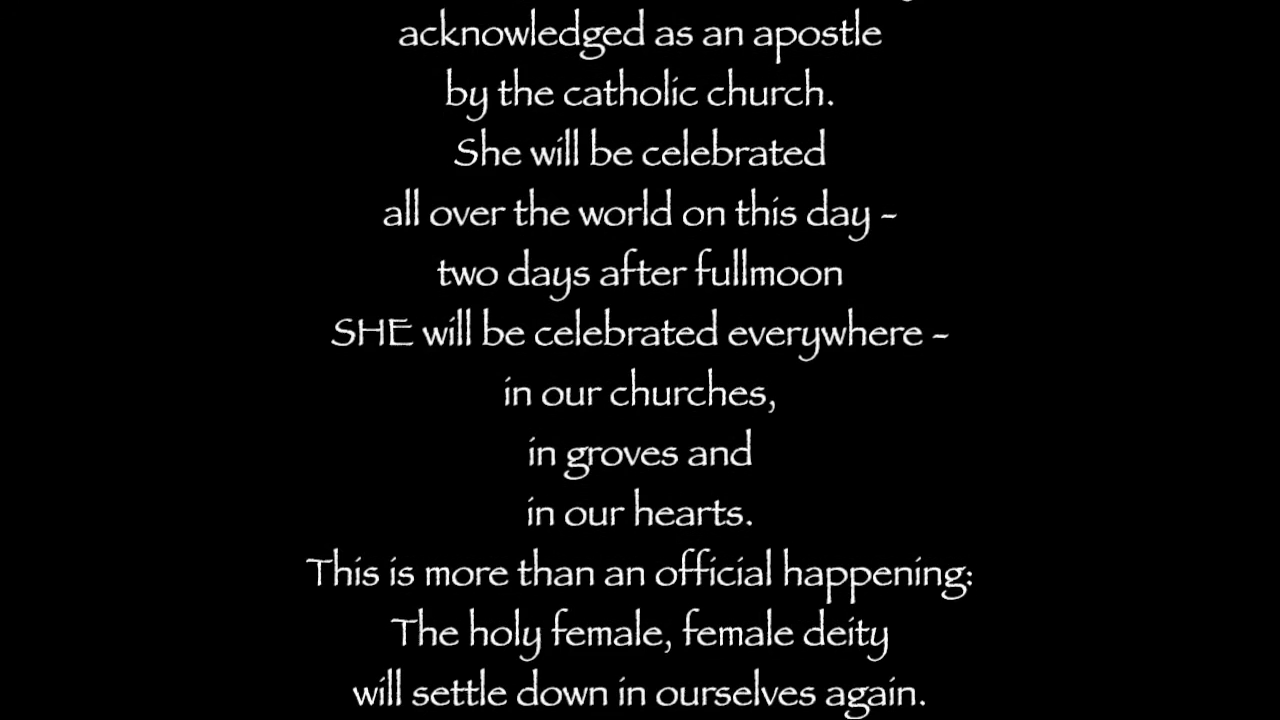 acknowledged as an apostle
by the catholic church.
She will be celebrated
all over the world on this day -
two days after fullmoon
SHE will be celebrated everywhere -
in our churches,
in groves and
in our hearts.
This is more than an official happening:
The holy female, female deity
will settle down in ourselves again.